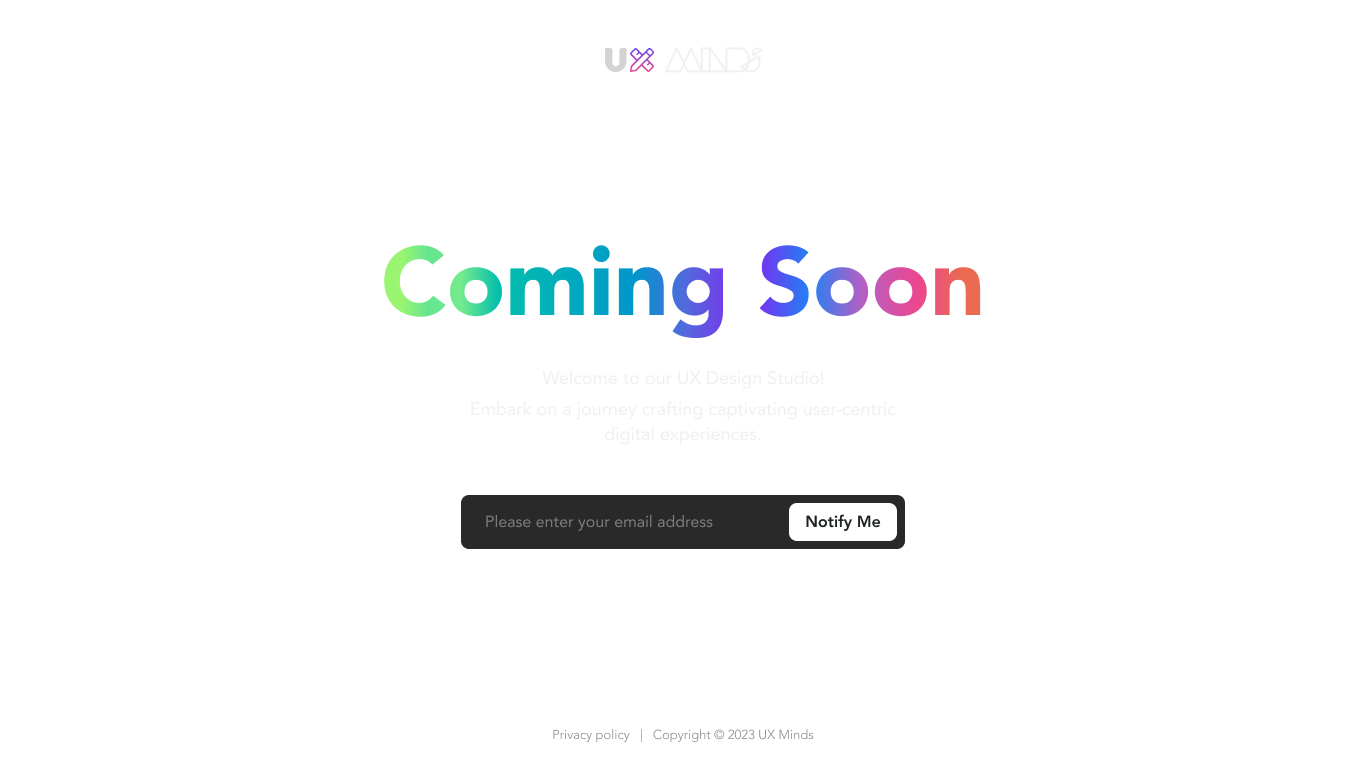 UX MINDS
Coming Soon
Welcome to our UX Design Studio!
Embark on a journey crafting captivating user-centric
digital experiences.
Please enter your email address
Notify Me
Privacy policy | Copyright © 2023 UX Minds